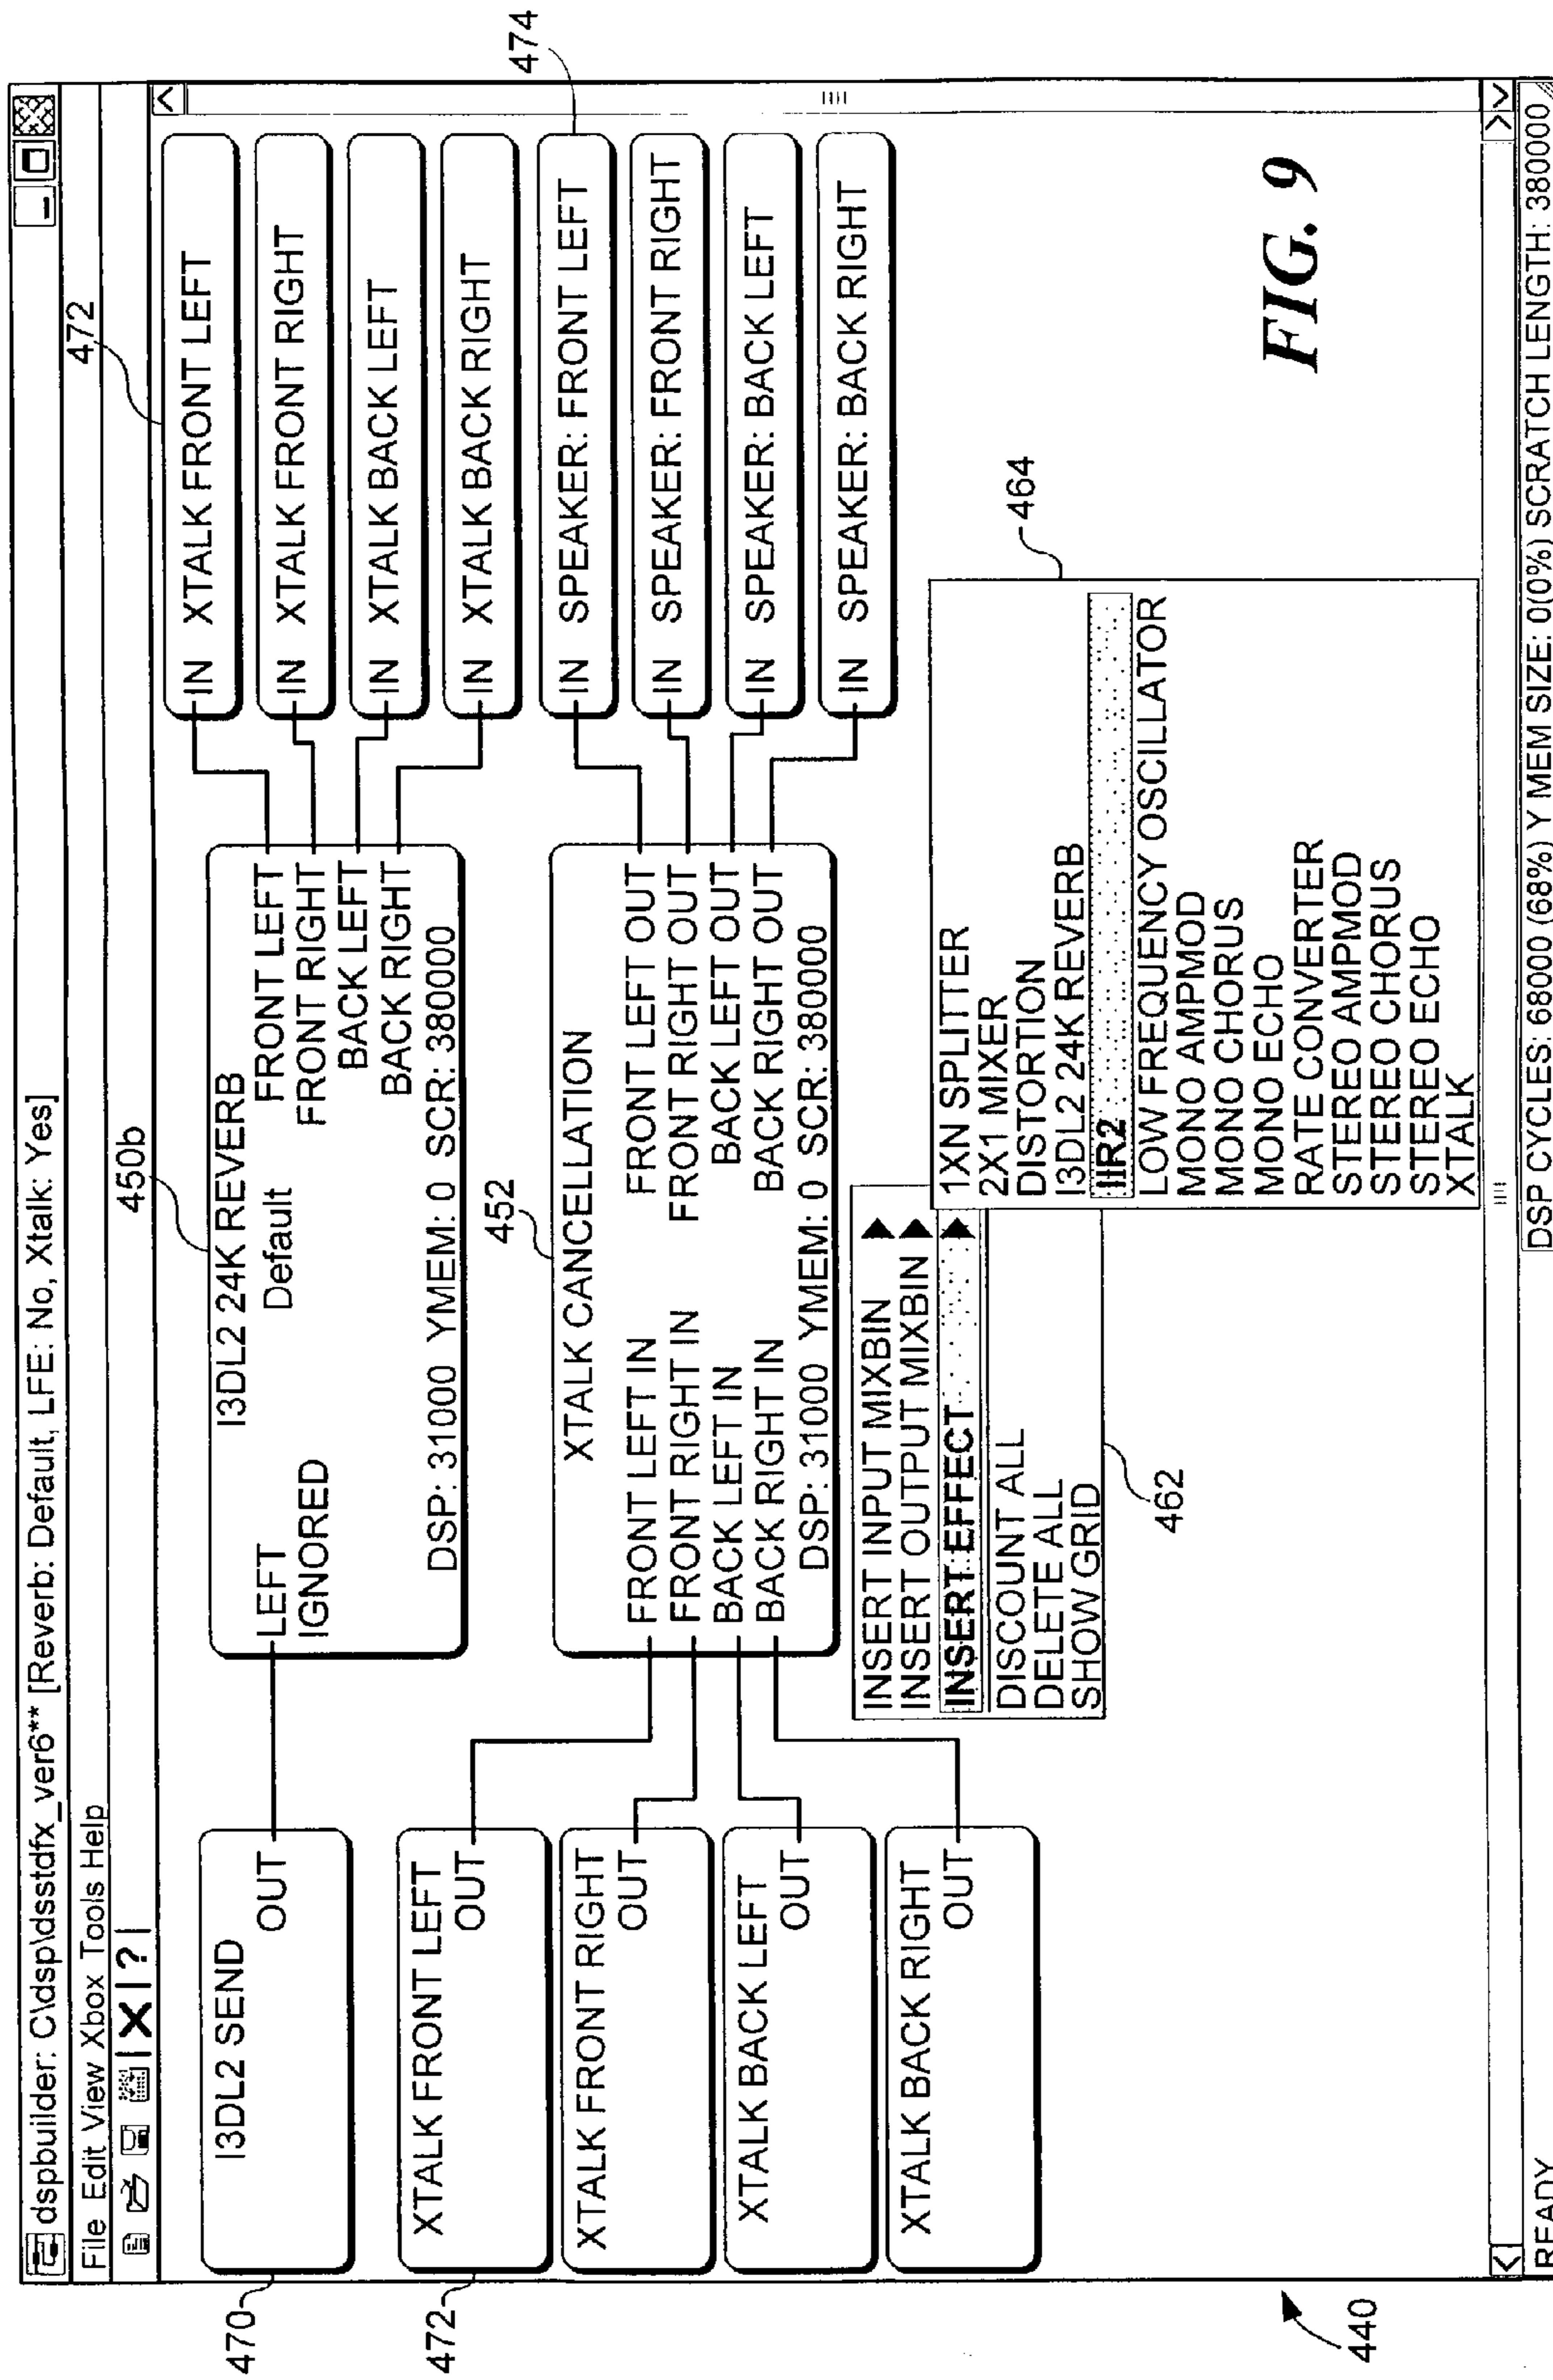 dspbuilder: C\dsp\dsstdfx_ver6** [Reverb: Default, LFE: No, Xtalk: Yes]
File Edit View Xbox Tools Help
X ?
450b
472
470
I3DL2 SEND
OUT
I3DL2 24K REVERB
Default
LEFT
IGNORED
FRONT LEFT
FRONT RIGHT
BACK LEFT
BACK RIGHT
DSP: 31000 YMEM: 0 SCR: 380000
IN XTALK FRONT LEFT
IN XTALK FRONT RIGHT
IN XTALK BACK LEFT
IN XTALK BACK RIGHT
472
XTALK FRONT LEFT
OUT
XTALK FRONT RIGHT
OUT
XTALK BACK LEFT
OUT
XTALK BACK RIGHT
OUT
452
XTALK CANCELLATION
FRONT LEFT IN
FRONT RIGHT IN
BACK LEFT IN
BACK RIGHT IN
FRONT LEFT OUT
FRONT RIGHT OUT
BACK LEFT OUT
BACK RIGHT OUT
DSP: 31000 YMEM: 0 SCR: 380000
474
IN SPEAKER: FRONT LEFT
IN SPEAKER: FRONT RIGHT
IN SPEAKER: BACK LEFT
IN SPEAKER: BACK RIGHT
INSERT INPUT MIXBIN
INSERT OUTPUT MIXBIN
INSERT EFFECT
DISCOUNT ALL
DELETE ALL
SHOW GRID
462
464
1XN SPLITTER
2X1 MIXER
DISTORTION
I3DL2 24K REVERB
IIR2
LOW FREQUENCY OSCILLATOR
MONO AMPMOD
MONO CHORUS
MONO ECHO
RATE CONVERTER
STEREO AMPMOD
STEREO CHORUS
STEREO ECHO
XTALK
FIG. 9
440
READY
DSP CYCLES: 68000 (68%) Y MEM SIZE: 0(0%) SCRATCH LENGTH: 380000